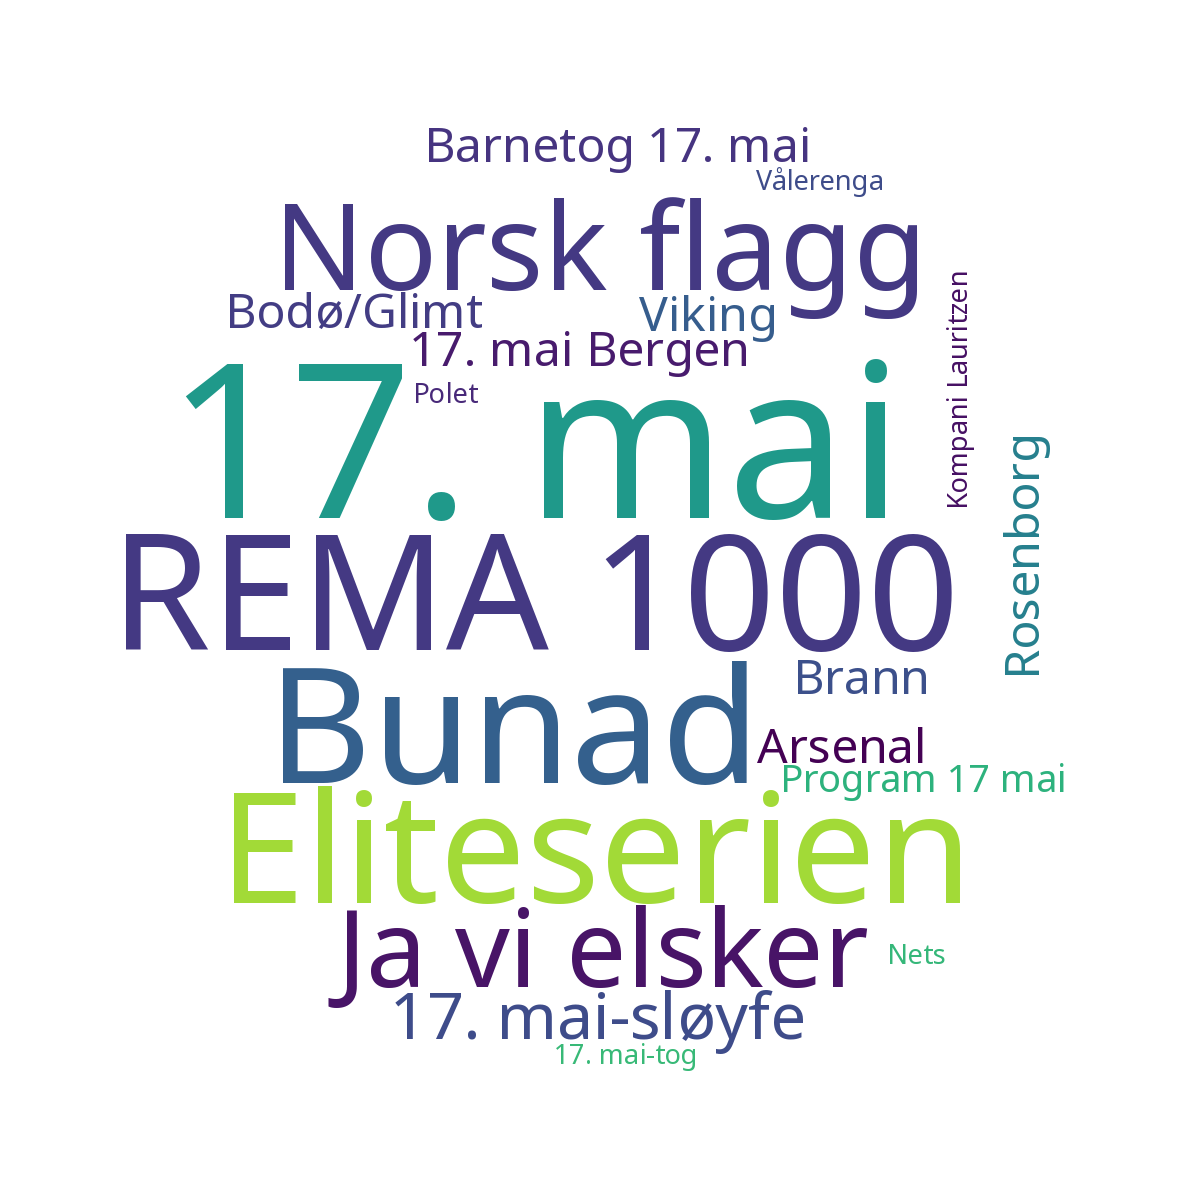 Barnetog 17. mai
Vålerenga
Norsk flagg
Bodø/Glimt
Viking
17. mai Bergen
Kompani Lauritzen
17. mai
Polet
Rosenborg
REMA 1000
Bunad
Brann
Arsenal
Program 17 mai
Eliteserien
Ja vi elsker
Nets
17. mai-sløyfe
17. mai-tog